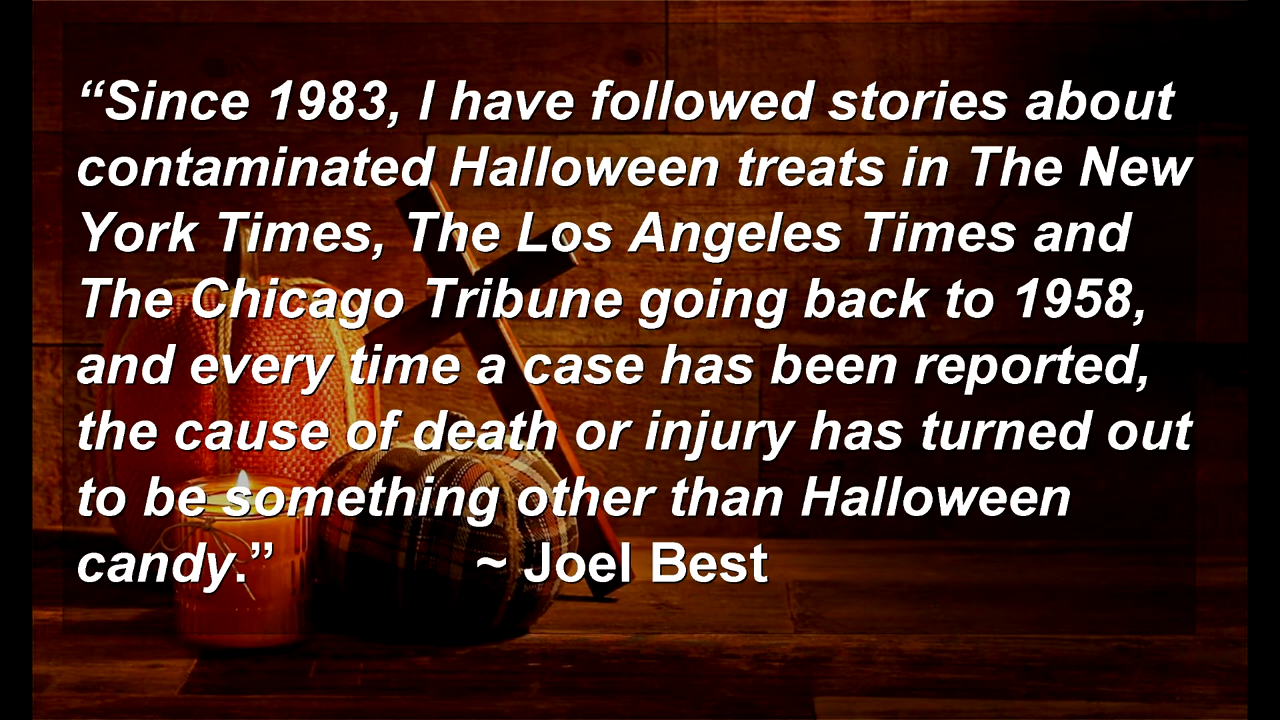 “Since 1983, I have followed stories about
contaminated Halloween treats in The New
York Times, The Los Angeles Times and
The Chicago Tribune going back to 1958,
and every time a case has been reported,
the cause of death or injury has turned out
to be something other than Halloween
candy.” ~ Joel Best